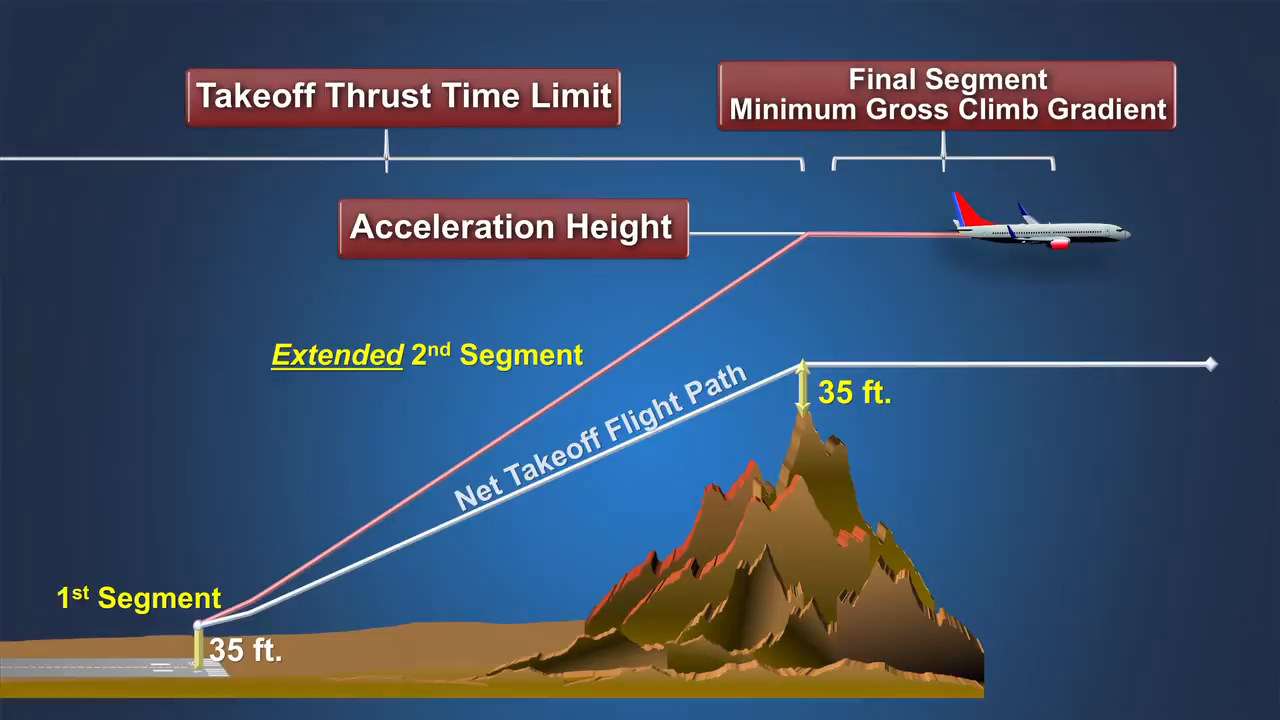 Takeoff Thrust Time Limit
Final Segment
Minimum Gross Climb Gradient
Acceleration Height
Extended 2nd Segment
Net Takeoff Flight Path
35 ft.
1st Segment
35 ft.